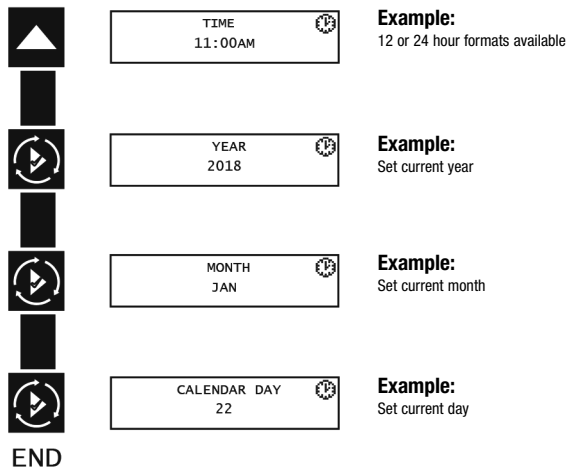 TIME
11:00AM
Example:
12 or 24 hour formats available
YEAR
2018
Example:
Set current year
MONTH
JAN
Example:
Set current month
CALENDAR DAY
22
Example:
Set current day
END